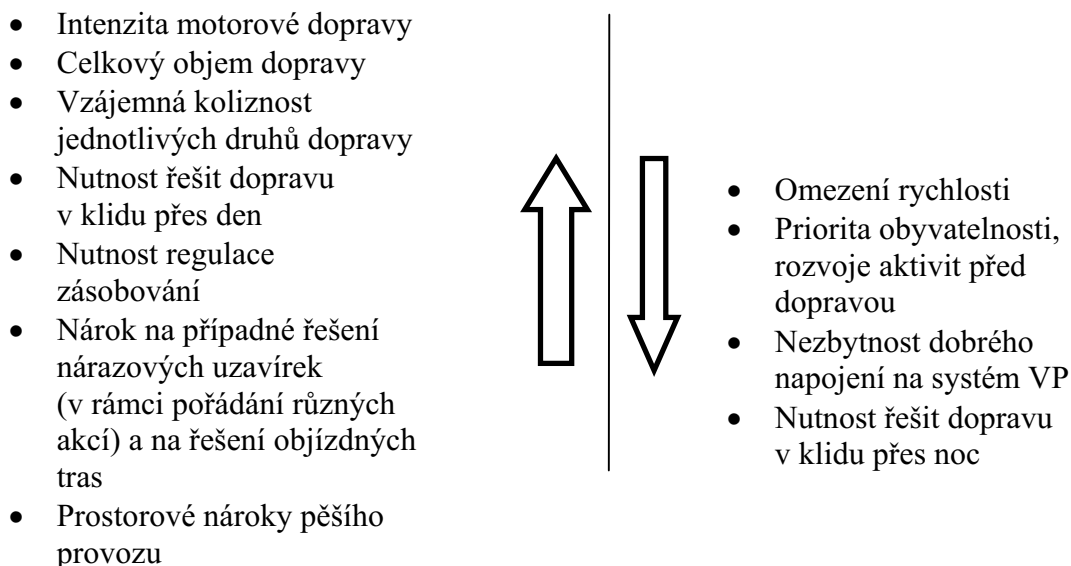 • Intenzita motorové dopravy
• Celkový objem dopravy
• Vzájemná koliznost
jednotlivých druhů dopravy
• Nutnost řešit dopravu
v klidu přes den
• Nutnost regulace
zásobování
• Nárok na případné řešení
nárazových uzavírek
(v rámci pořádání různých
akcí) a na řešení objízdných
tras
• Prostorové nároky pěšího
provozu
• Omezení rychlosti
• Priorita obyvatelnosti,
rozvoje aktivit před
dopravou
• Nezbytnost dobrého
napojení na systém VP
• Nutnost řešit dopravu
v klidu přes noc